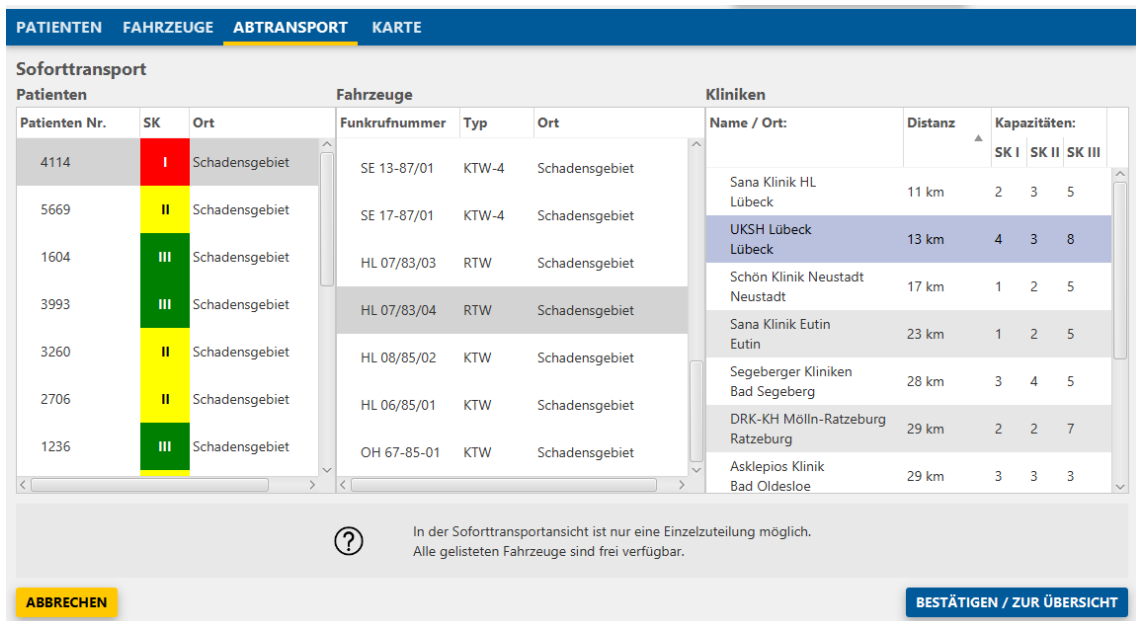 PATIENTEN FAHRZEUGE ABTRANSPORT KARTE
Soforttransport
Patienten
Patienten Nr. SK Ort
4114 I Schadensgebiet
5669 II Schadensgebiet
1604 III Schadensgebiet
3993 III Schadensgebiet
3260 II Schadensgebiet
2706 II Schadensgebiet
1236 III Schadensgebiet
Fahrzeuge
Funkrufnummer Typ Ort
SE 13-87/01 KTW-4 Schadensgebiet
SE 17-87/01 KTW-4 Schadensgebiet
HL 07/83/03 RTW Schadensgebiet
HL 07/83/04 RTW Schadensgebiet
HL 08/85/02 KTW Schadensgebiet
HL 06/85/01 KTW Schadensgebiet
OH 67-85-01 KTW Schadensgebiet
Kliniken
Name / Ort: Distanz Kapazitäten:
SK I SK II SK III
Sana Klinik HL
Lübeck
11 km 2 3 5
UKSH Lübeck
Lübeck
13 km 4 3 8
Schön Klinik Neustadt
Neustadt
17 km 1 2 5
Sana Klinik Eutin
Eutin
23 km 1 2 5
Segeberger Kliniken
Bad Segeberg
28 km 3 4 5
DRK-KH Mölln-Ratzeburg
Ratzeburg
29 km 2 2 7
Asklepios Klinik
Bad Oldesloe
29 km 3 3 3
?
In der Soforttransportansicht ist nur eine Einzelzuteilung möglich.
Alle gelisteten Fahrzeuge sind frei verfügbar.
ABBRECHEN
BESTÄTIGEN / ZUR ÜBERSICHT